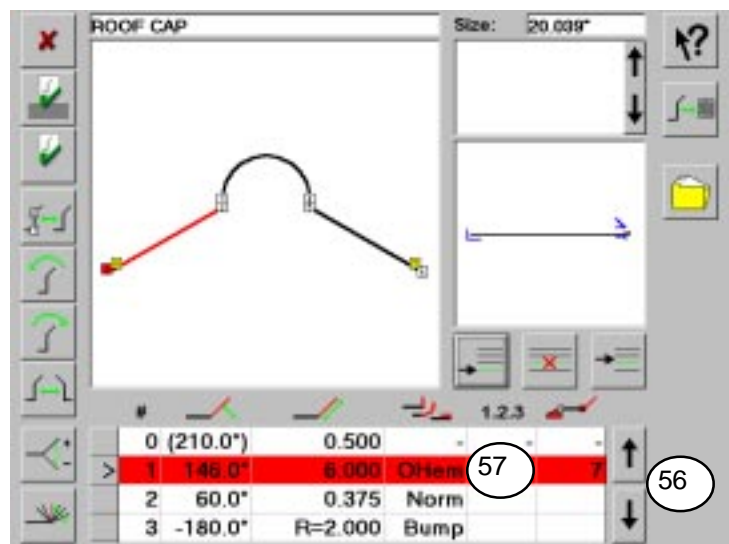 ROOF CAP Size: 20.039"
?
# 1.2.3
0 (210.0°) 0.500 - - -
> 1 146.0° 6.000 OHem 57 7
56
2 60.0° 0.375 Norm
3 -180.0° R=2.000 Bump